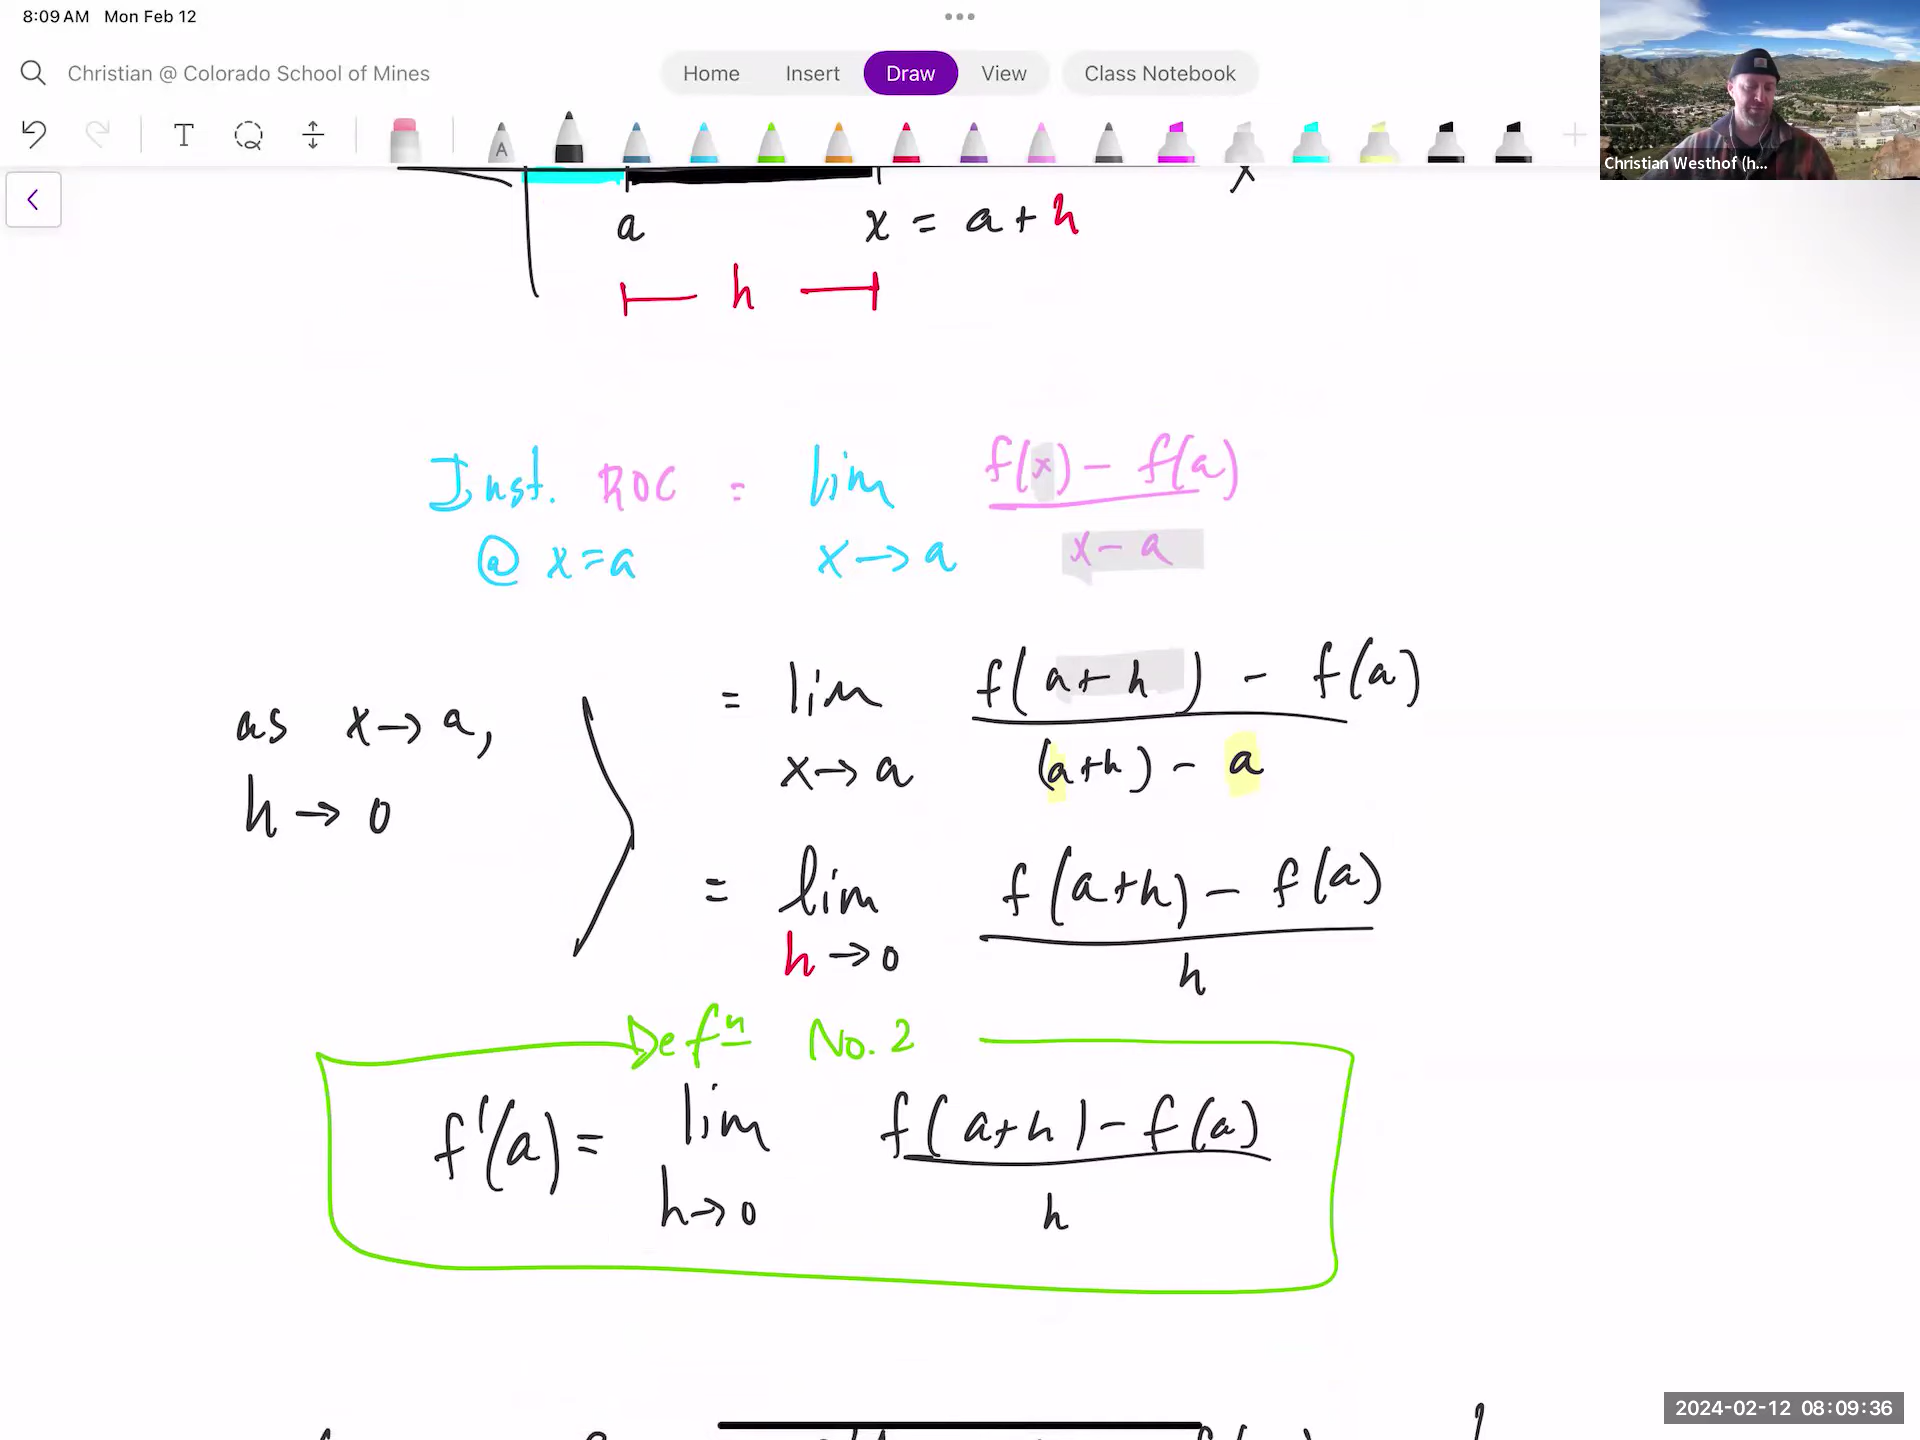 8:09 AM Mon Feb 12
Christian @ Colorado School of Mines
Home Insert Draw View Class Notebook
T A
Christian Westhof (h...
x
a x = a + h
h
Inst. ROC = lim f(x) - f(a)
@ x = a x → a x - a
= lim f(a+h) - f(a)
as x → a,
x → a (a+h) - a
h → 0
= lim f(a+h) - f(a)
h → 0 h
Defⁿ No. 2
f'(a) = lim f(a+h) - f(a)
h → 0 h
2024-02-12 08:09:36